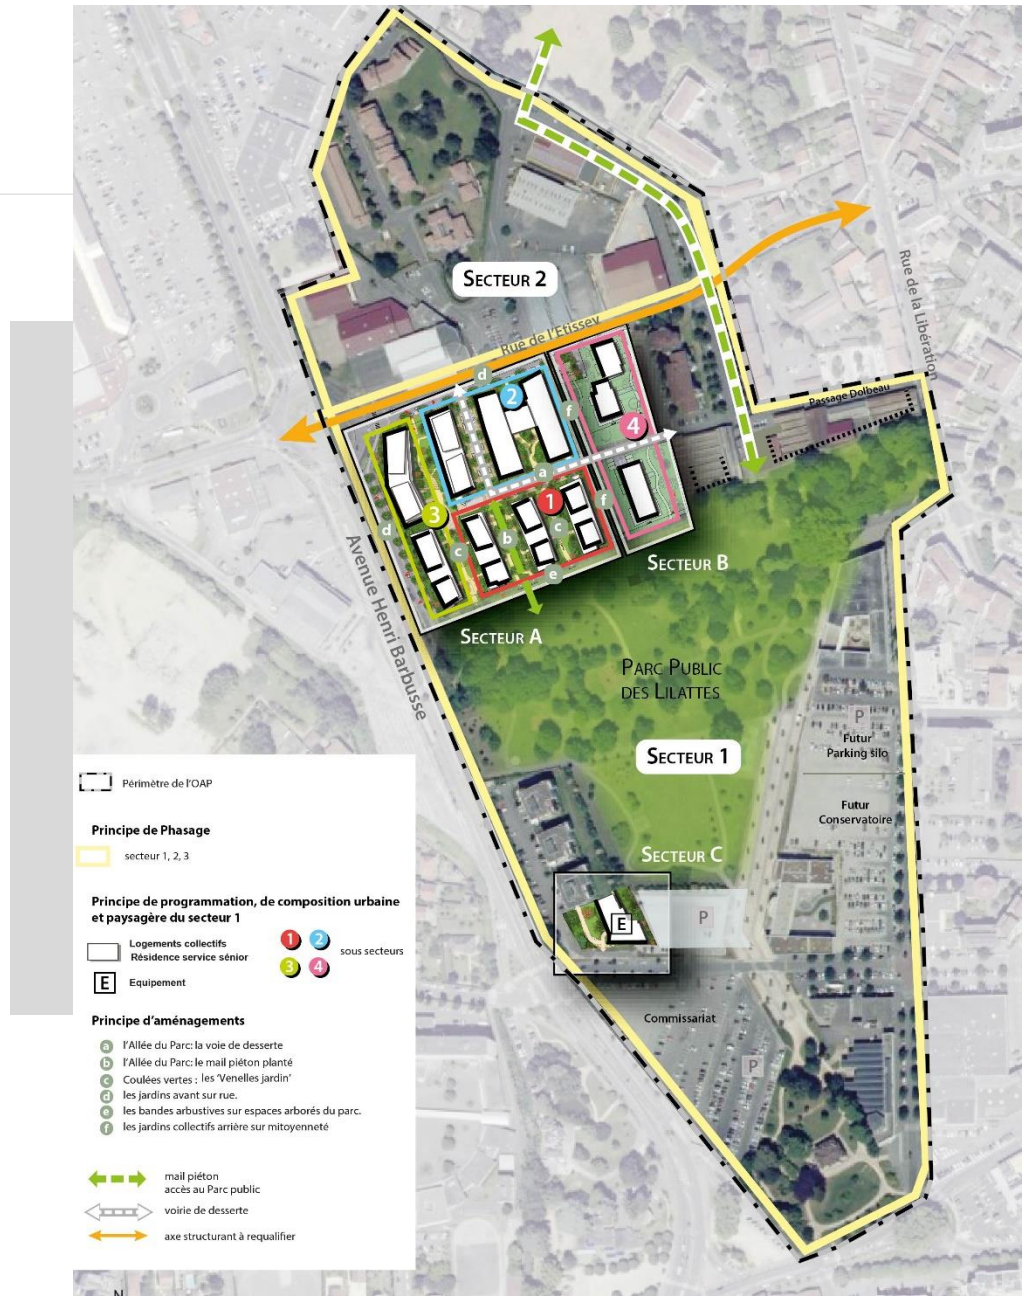 SECTEUR 2
Rue de la Libération
Rue de l'Etissey
Passage Dolbeau
d
2
f
4
a
1
3
d
c
b
c
f
e
SECTEUR B
SECTEUR A
Avenue Henri Barbusse
PARC PUBLIC
DES LILATTES
P
Futur
Parking silo
SECTEUR 1
Futur
Conservatoire
SECTEUR C
E
P
Commissariat
P
Périmètre de l'OAP
Principe de Phasage
secteur 1, 2, 3
Principe de programmation, de composition urbaine
et paysagère du secteur 1
Logements collectifs
Résidence service sénior
1 2
3 4
sous secteurs
E Equipement
Principe d'aménagements
a l'Allée du Parc: la voie de desserte
b l'Allée du Parc: le mail piéton planté
c Coulées vertes : les 'Venelles jardin'
d les jardins avant sur rue.
e les bandes arbustives sur espaces arborés du parc.
f les jardins collectifs arrière sur mitoyenneté
mail piéton
accès au Parc public
voirie de desserte
axe structurant à requalifier
N